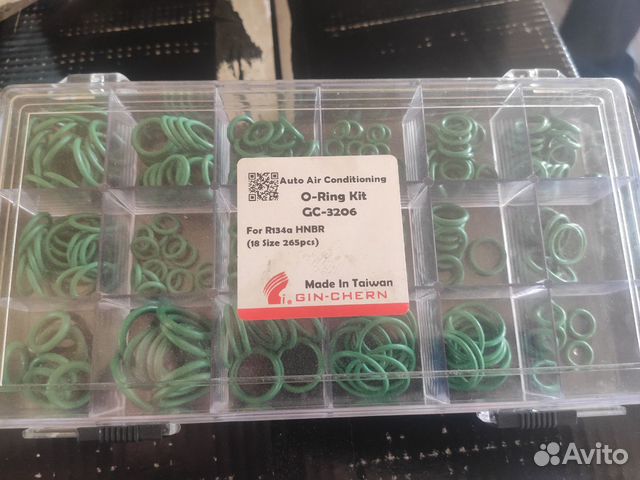 Auto Air Conditioning
O-Ring Kit
GC-3206
For R134a HNBR
(18 Size 265pcs)
Made In Taiwan
GIN-CHERN
Avito